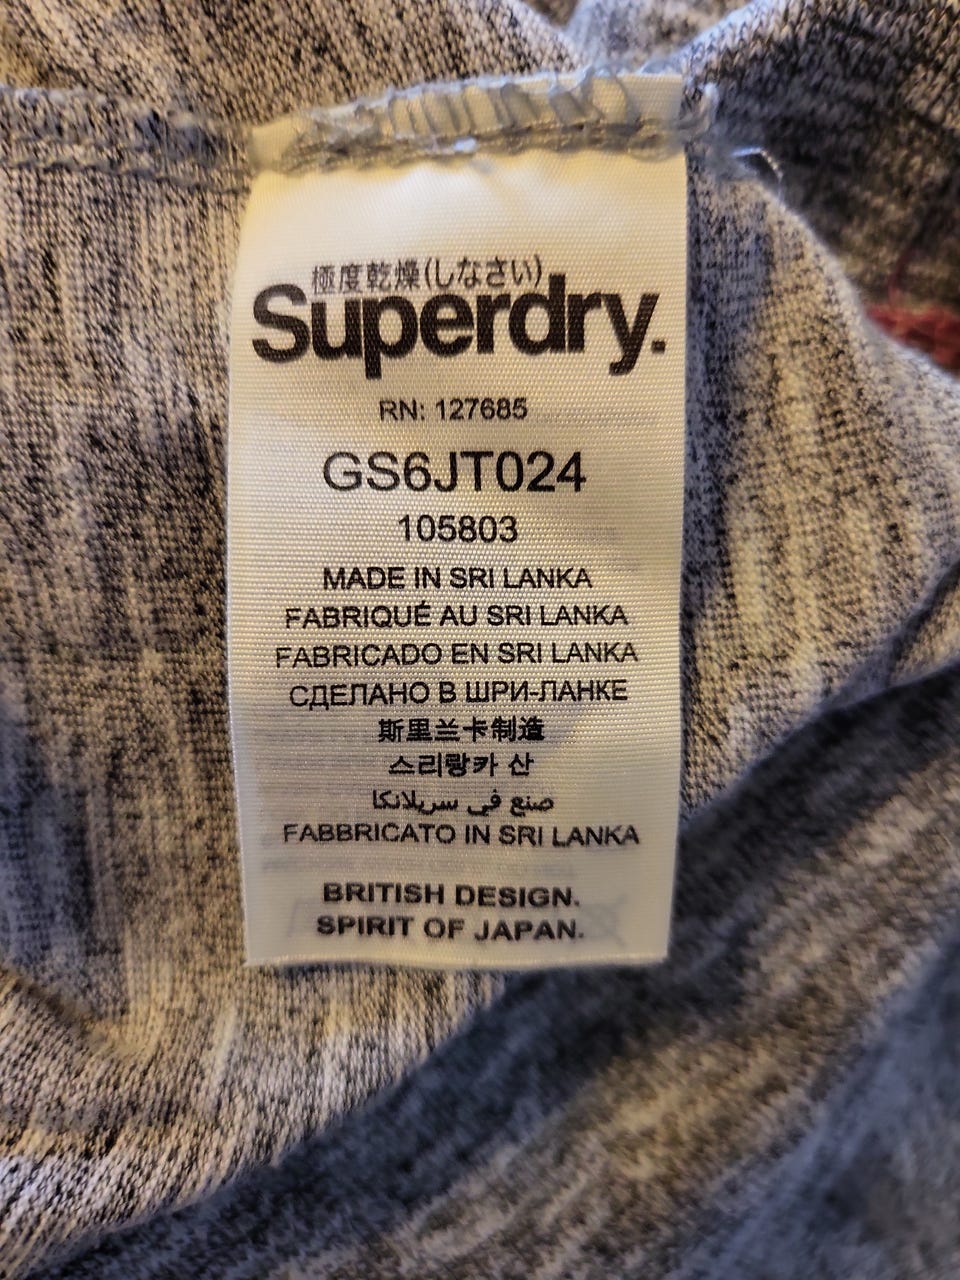 極度乾燥(しなさい)
Superdry.
RN: 127685
GS6JT024
105803
MADE IN SRI LANKA
FABRIQUÉ AU SRI LANKA
FABRICADO EN SRI LANKA
СДЕЛАНО В ШРИ-ЛАНКЕ
斯里兰卡制造
스리랑카 산
صنع في سريلانكا
FABBRICATO IN SRI LANKA
BRITISH DESIGN.
SPIRIT OF JAPAN.